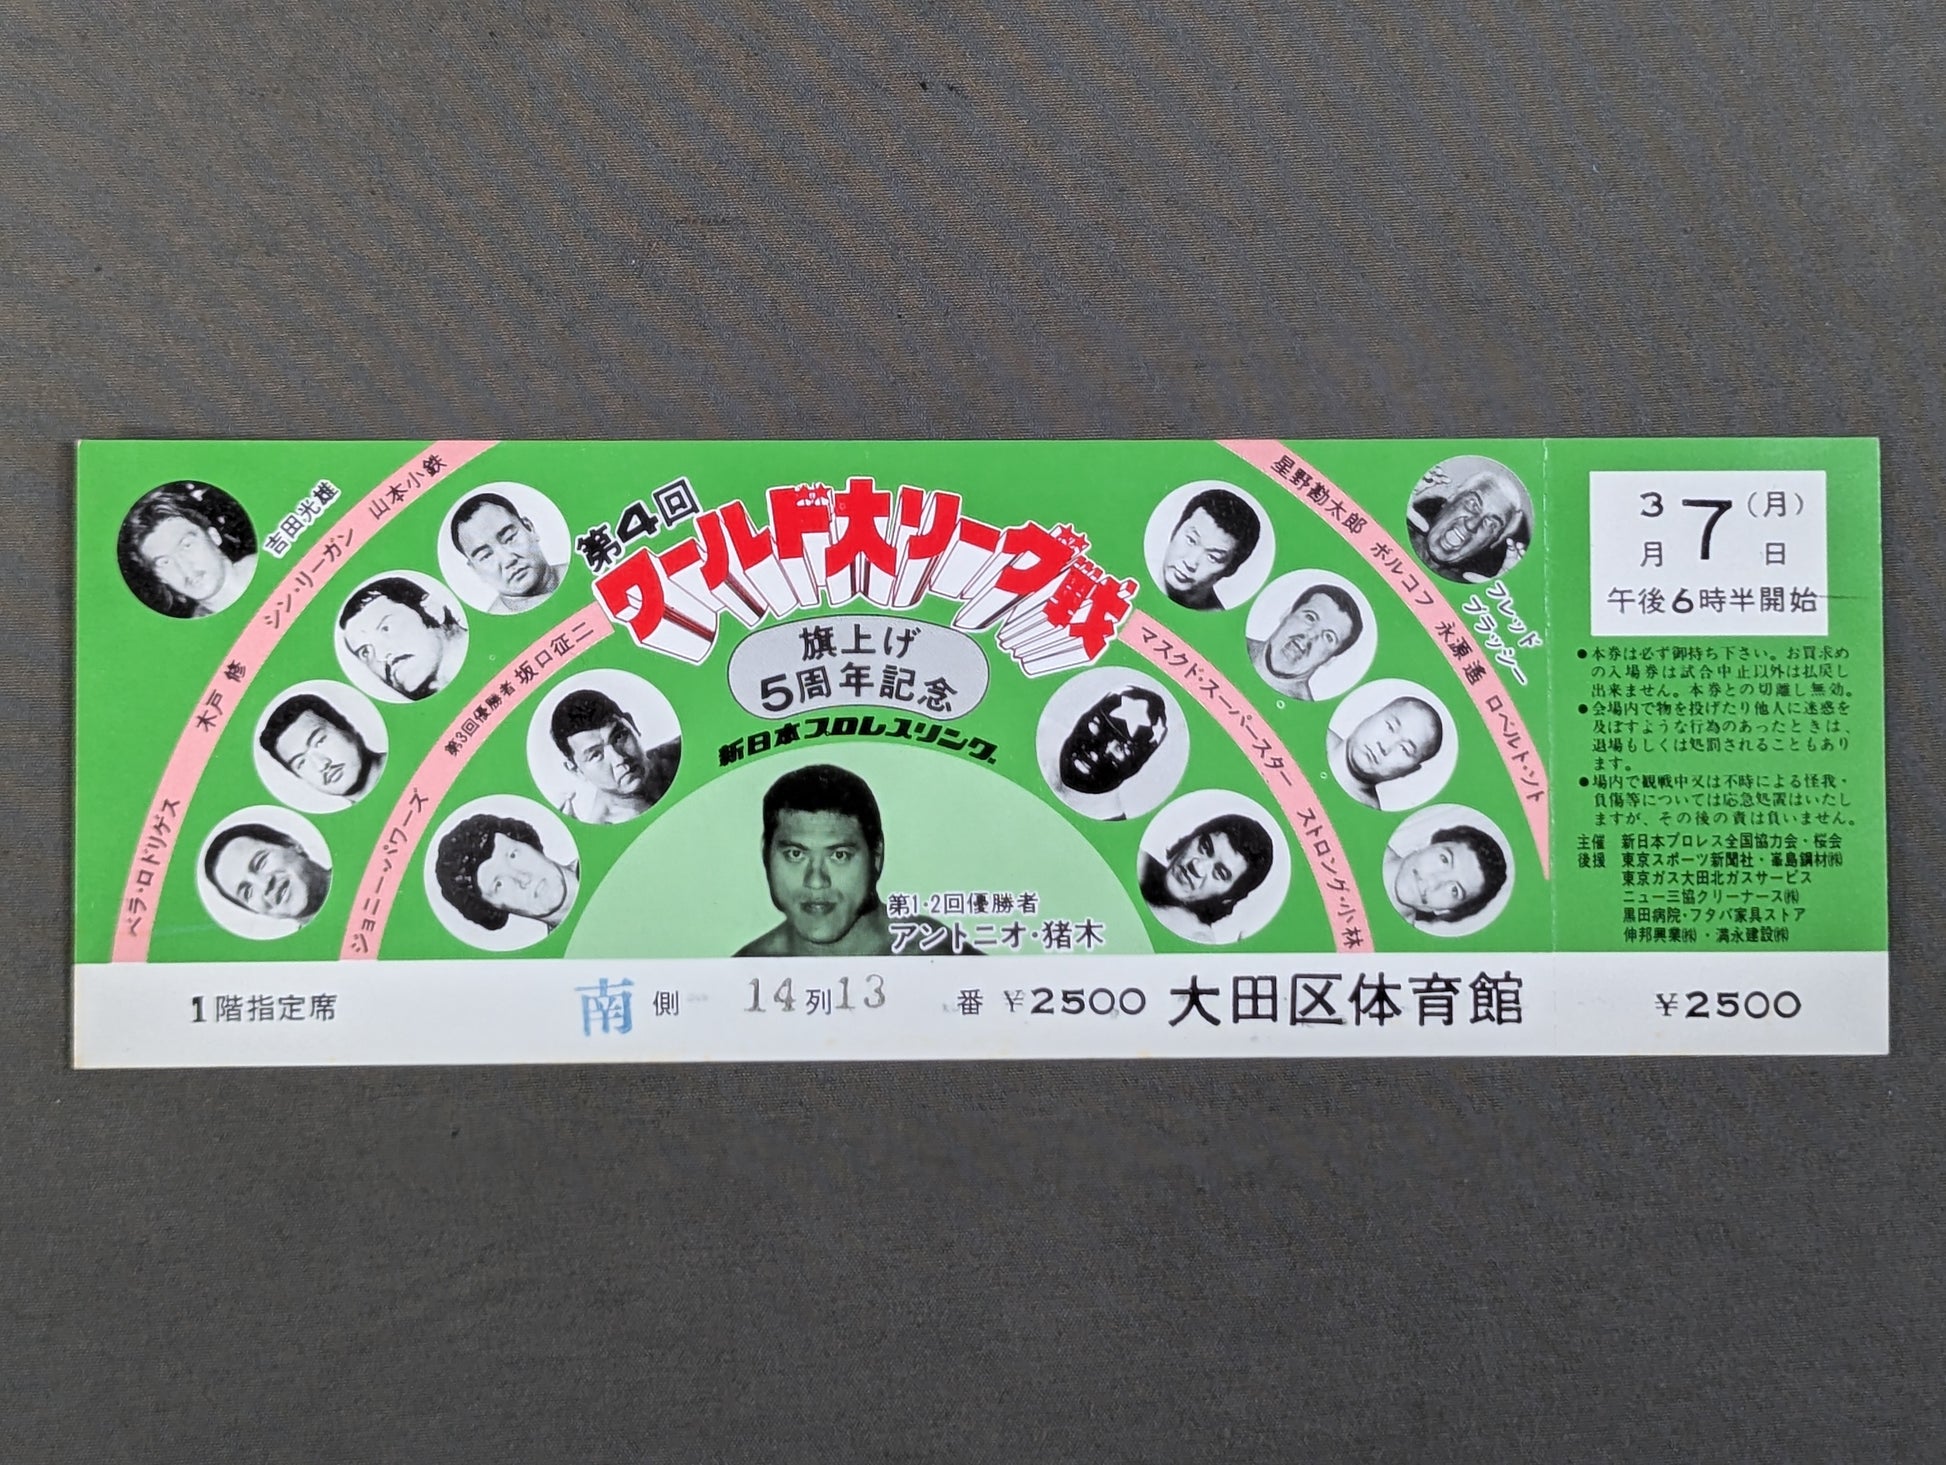 第4回
ワールド大リーグ戦
旗上げ
5周年記念
新日本プロレスリング
吉田光雄
ベラ・ロドリゲス 木戸 修 シン・リーガン 山本小鉄
ジョニー・パワーズ 第3回優勝者 坂口征二
第1・2回優勝者
アントニオ・猪木
マスクド・スーパースター ストロング・小林
星野勘太郎 ボルコフ 永源遙 ロベルト・ソト
フレッド
ブラッシー
1階指定席 南側 14列13番 ¥2500 大田区体育館
3月7日(月)
午後6時半開始
●本券は必ず御持ち下さい。お買求め
の入場券は試合中止以外は払戻し
出来ません。本券との切離し無効。
●会場内で物を投げたり他人に迷惑を
及ぼすような行為のあったときは、
退場もしくは処罰されることもあり
ます。
●場内で観戦中又は不時による怪我・
負傷等については応急処置はいたし
ますが、その後の責は負いません。
主催 新日本プロレス全国協力会・桜会
後援 東京スポーツ新聞社・峯島鋼材㈱
東京ガス大田北ガスサービス
ニュー三協クリーナース㈱
黒田病院・フタバ家具ストア
伸邦興業㈱・満永建設㈱
¥2500